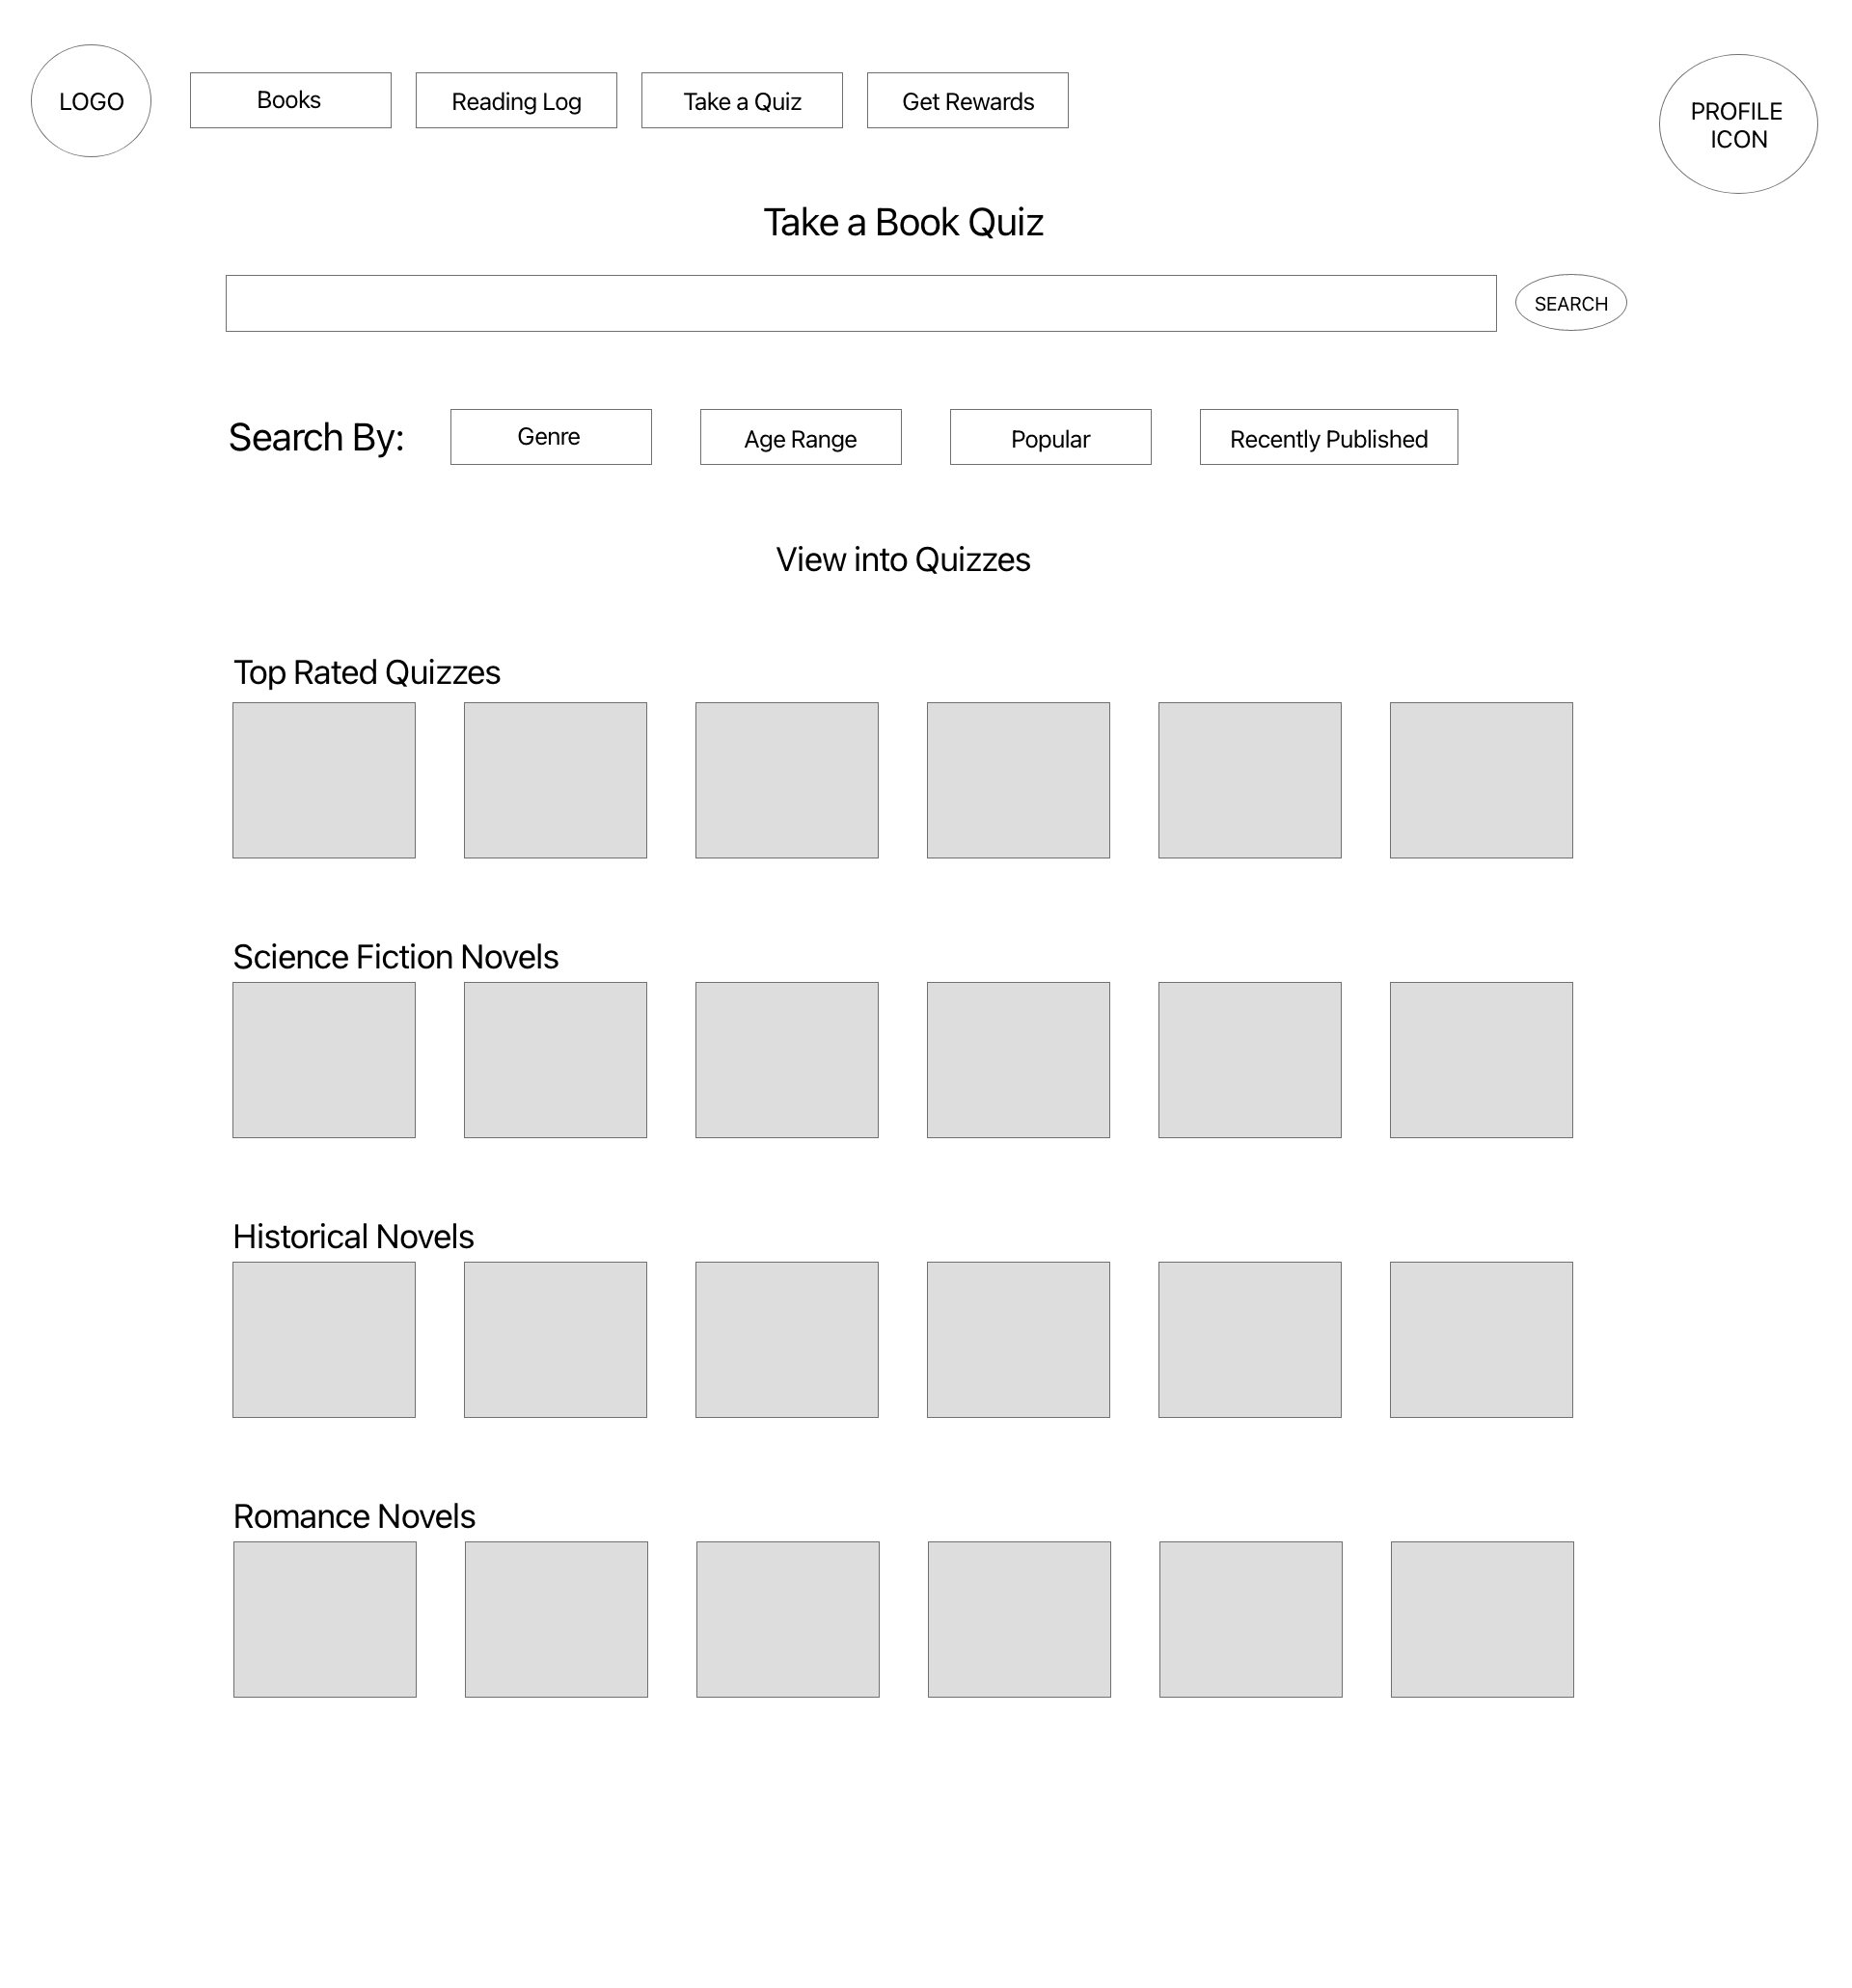 LOGO
Books
Reading Log
Take a Quiz
Get Rewards
PROFILE
ICON
Take a Book Quiz
SEARCH
Search By:
Genre
Age Range
Popular
Recently Published
View into Quizzes
Top Rated Quizzes
Science Fiction Novels
Historical Novels
Romance Novels